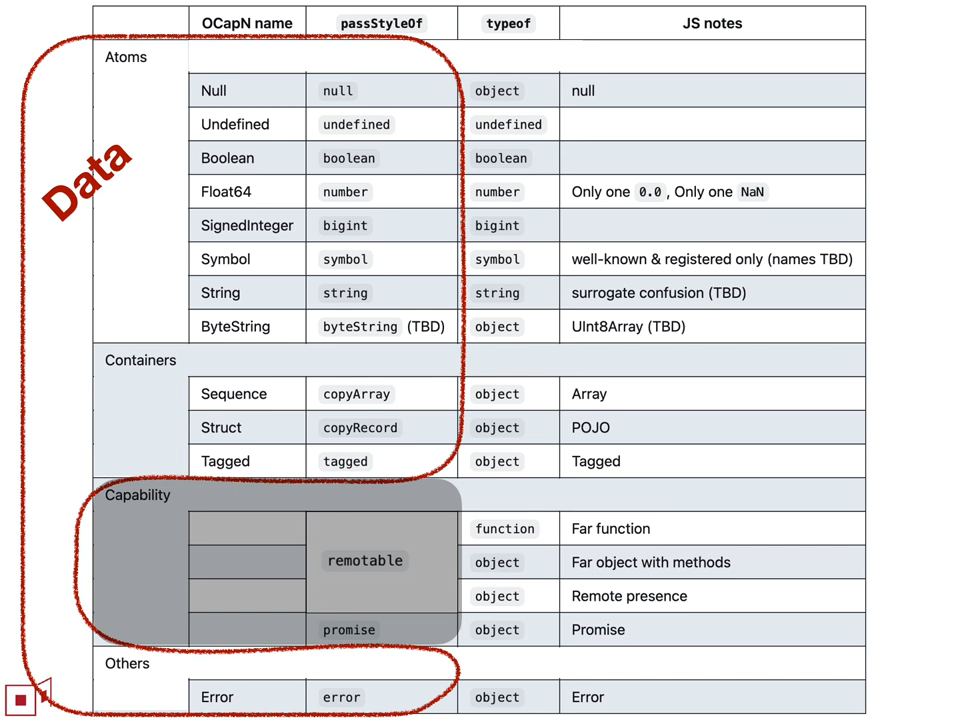 OCapN name passStyleOf typeof JS notes
Atoms
Null null object null
Undefined undefined undefined
Boolean boolean boolean
Data
Float64 number number Only one 0.0 , Only one NaN
SignedInteger bigint bigint
Symbol symbol symbol well-known & registered only (names TBD)
String string string surrogate confusion (TBD)
ByteString byteString (TBD) object UInt8Array (TBD)
Containers
Sequence copyArray object Array
Struct copyRecord object POJO
Tagged tagged object Tagged
Capability
function Far function
remotable object Far object with methods
object Remote presence
promise object Promise
Others
Error error object Error